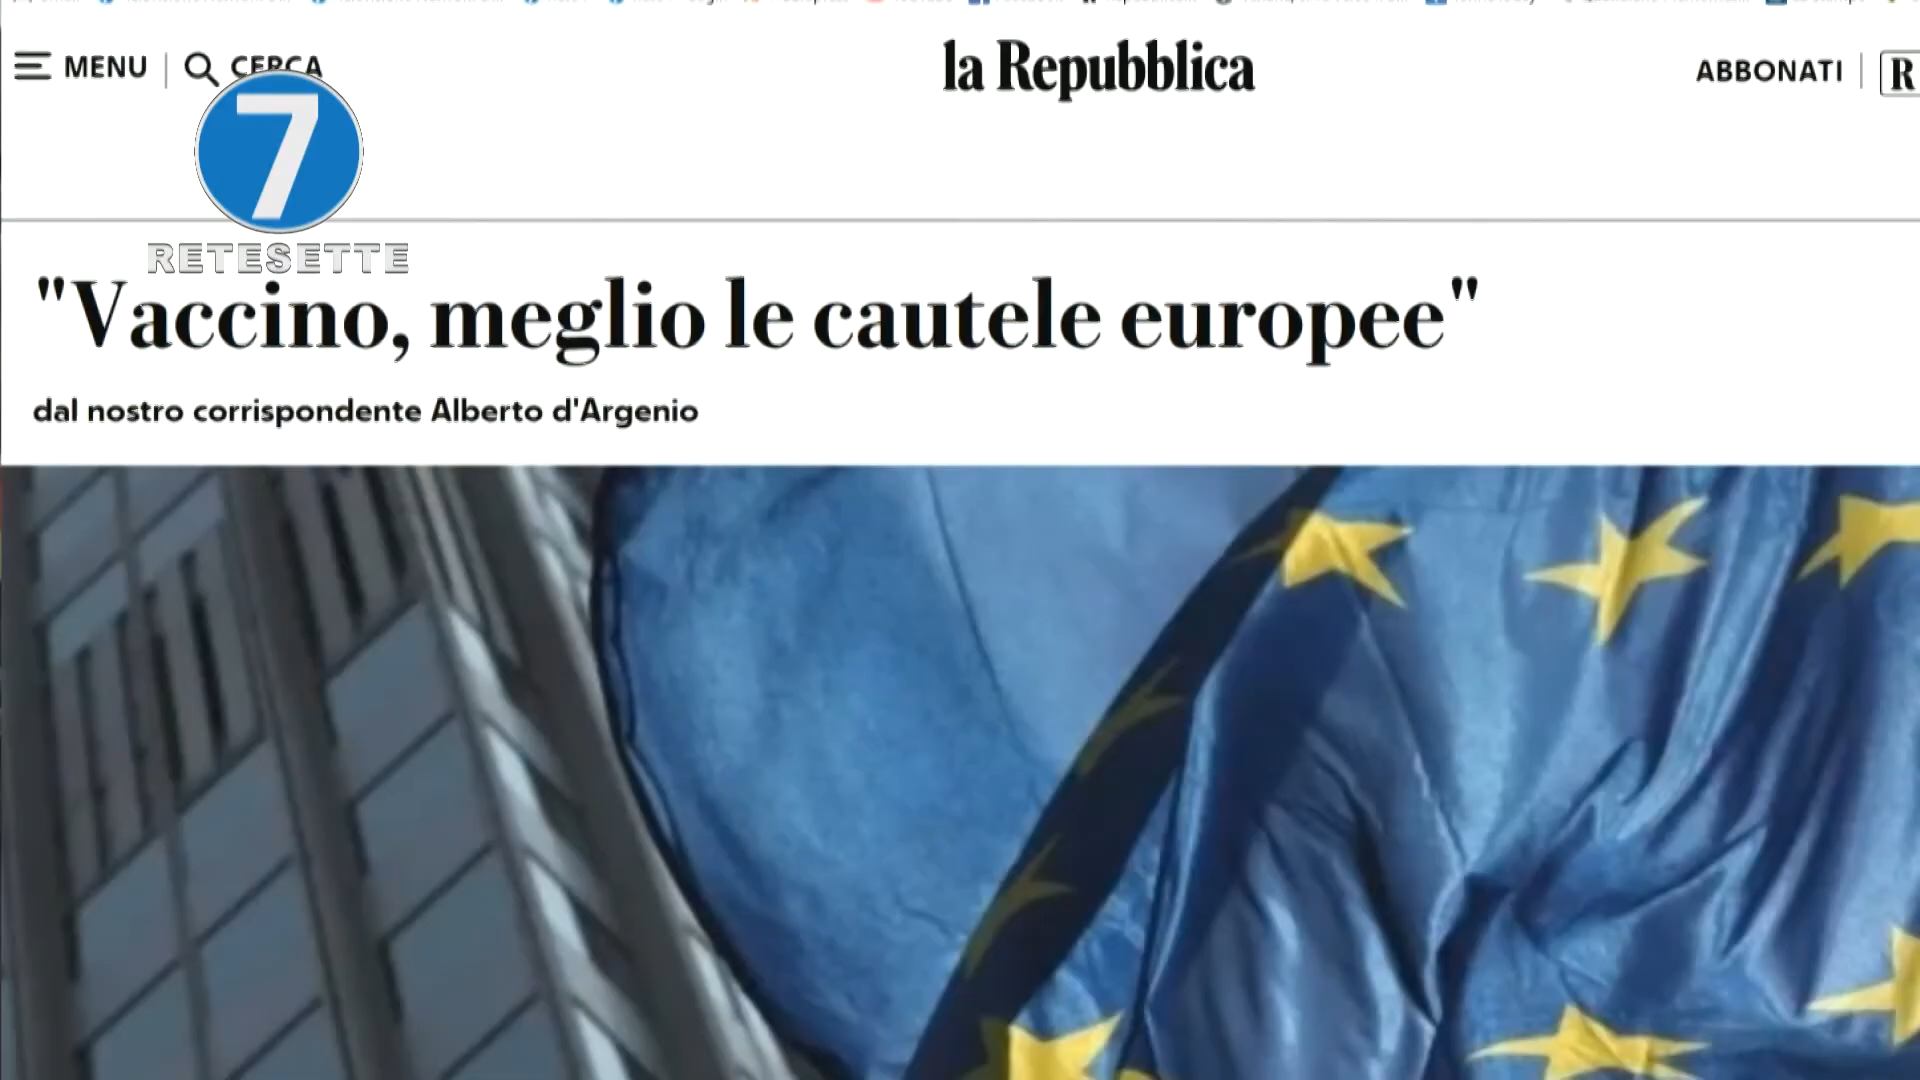 MENU CERCA la Repubblica ABBONATI R
7
RETESETTE
"Vaccino, meglio le cautele europee"
dal nostro corrispondente Alberto d'Argenio